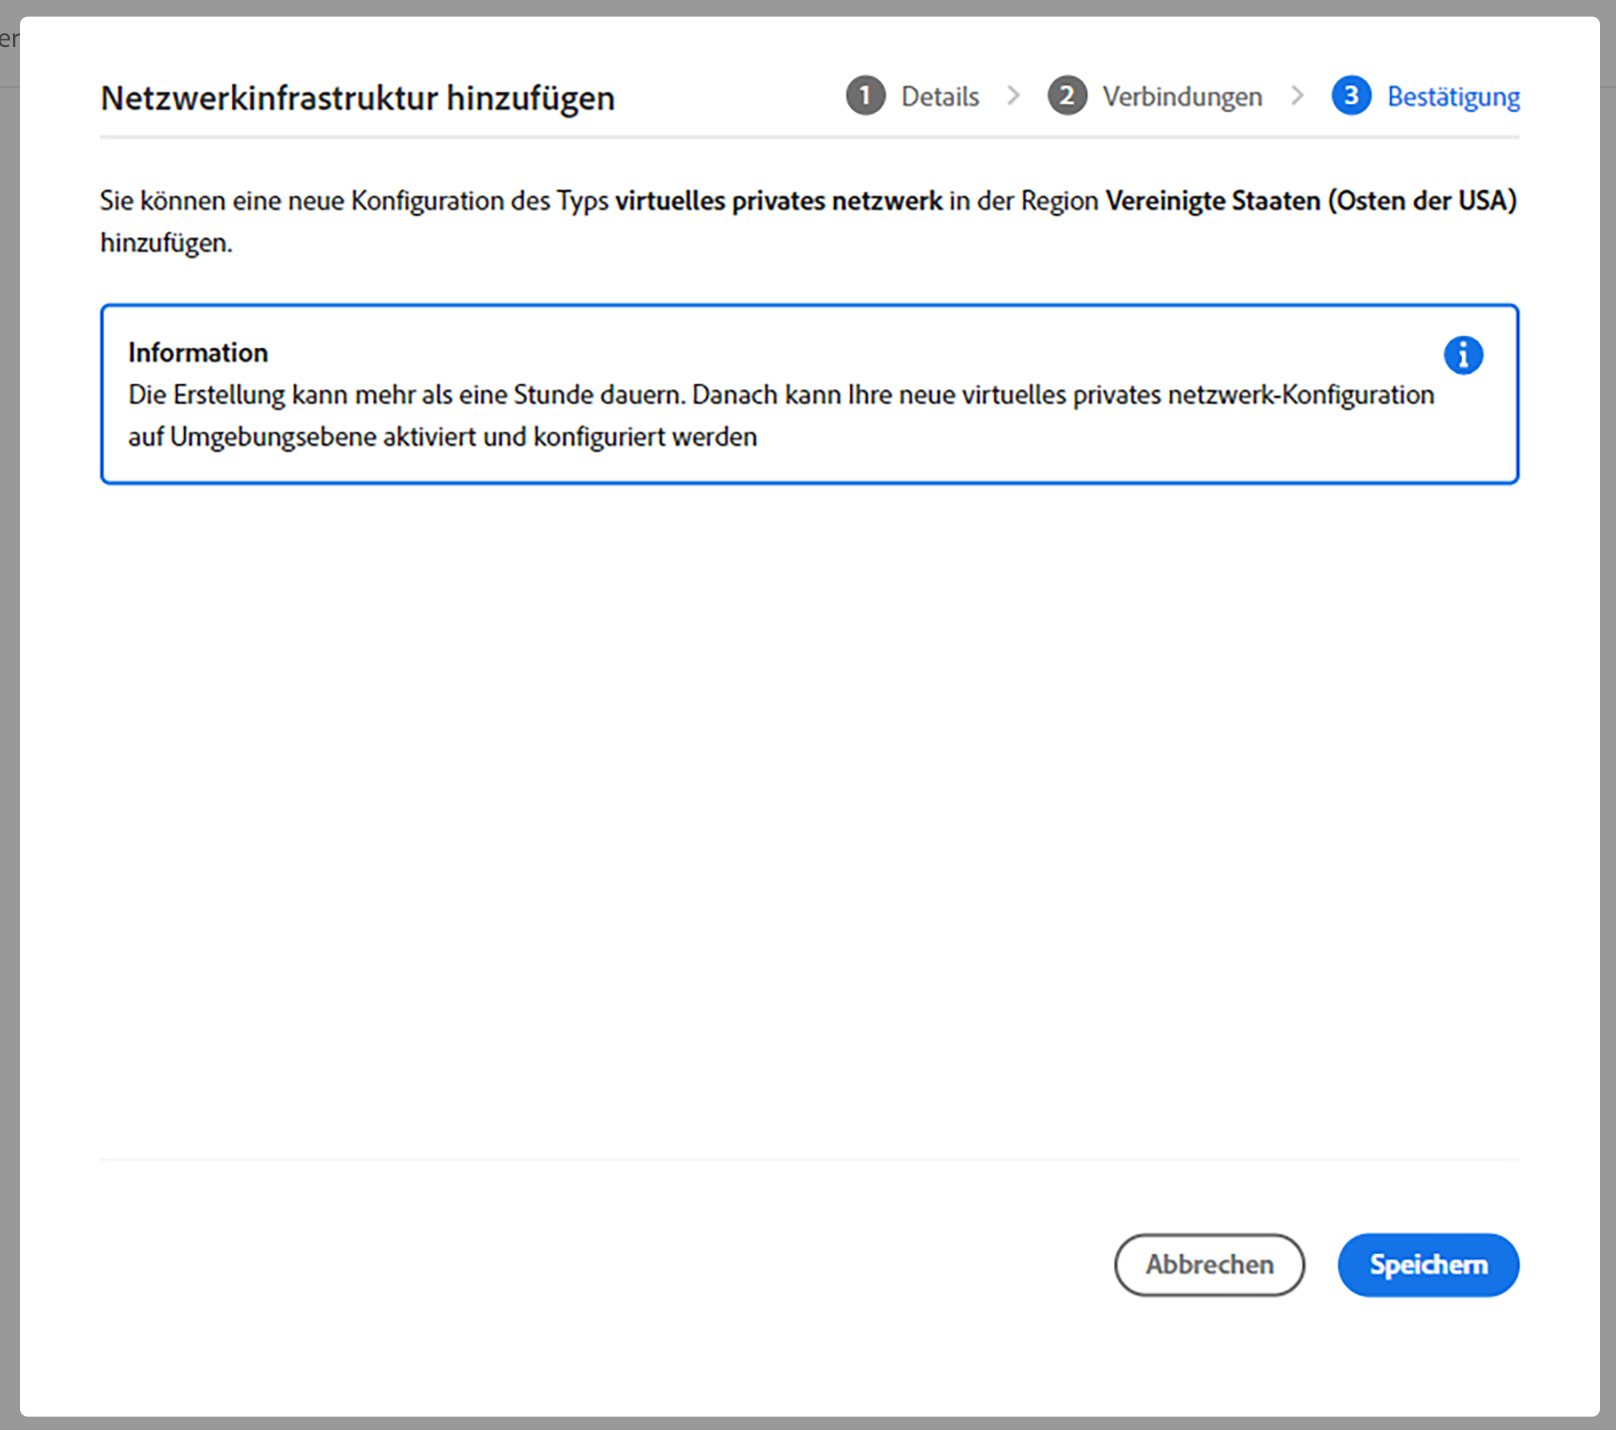 er
Netzwerkinfrastruktur hinzufügen
1 Details > 2 Verbindungen > 3 Bestätigung
Sie können eine neue Konfiguration des Typs virtuelles privates netzwerk in der Region Vereinigte Staaten (Osten der USA)
hinzufügen.
Information
Die Erstellung kann mehr als eine Stunde dauern. Danach kann Ihre neue virtuelles privates netzwerk-Konfiguration
auf Umgebungsebene aktiviert und konfiguriert werden
Abbrechen
Speichern